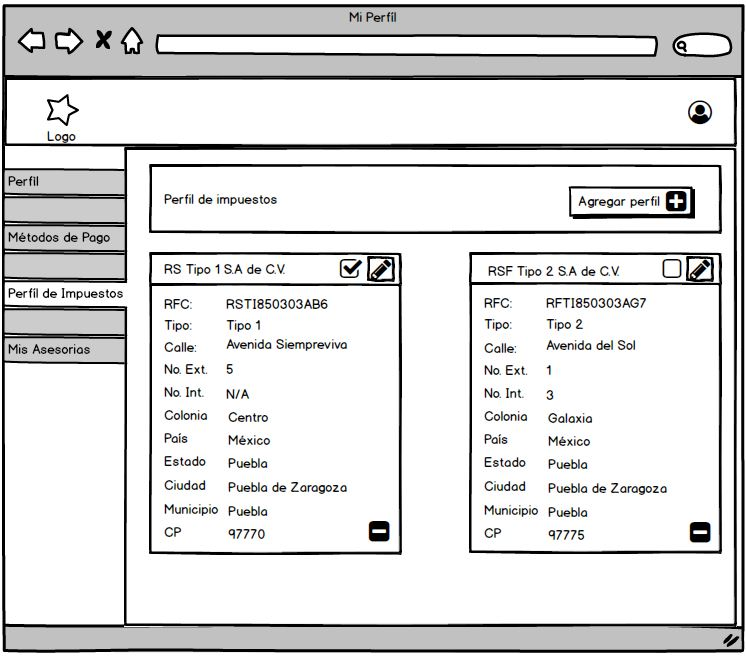 Mi Perfil
Logo
Perfil
Métodos de Pago
Perfil de Impuestos
Mis Asesorias
Perfil de impuestos
Agregar perfil
RS Tipo 1 S.A de C.V.
RFC: RSTI850303AB6
Tipo: Tipo 1
Calle: Avenida Siempreviva
No. Ext. 5
No. Int. N/A
Colonia Centro
País México
Estado Puebla
Ciudad Puebla de Zaragoza
Municipio Puebla
CP 97770
RSF Tipo 2 S.A de C.V.
RFC: RFTI850303AG7
Tipo: Tipo 2
Calle: Avenida del Sol
No. Ext. 1
No. Int. 3
Colonia Galaxia
País México
Estado Puebla
Ciudad Puebla de Zaragoza
Municipio Puebla
CP 97775